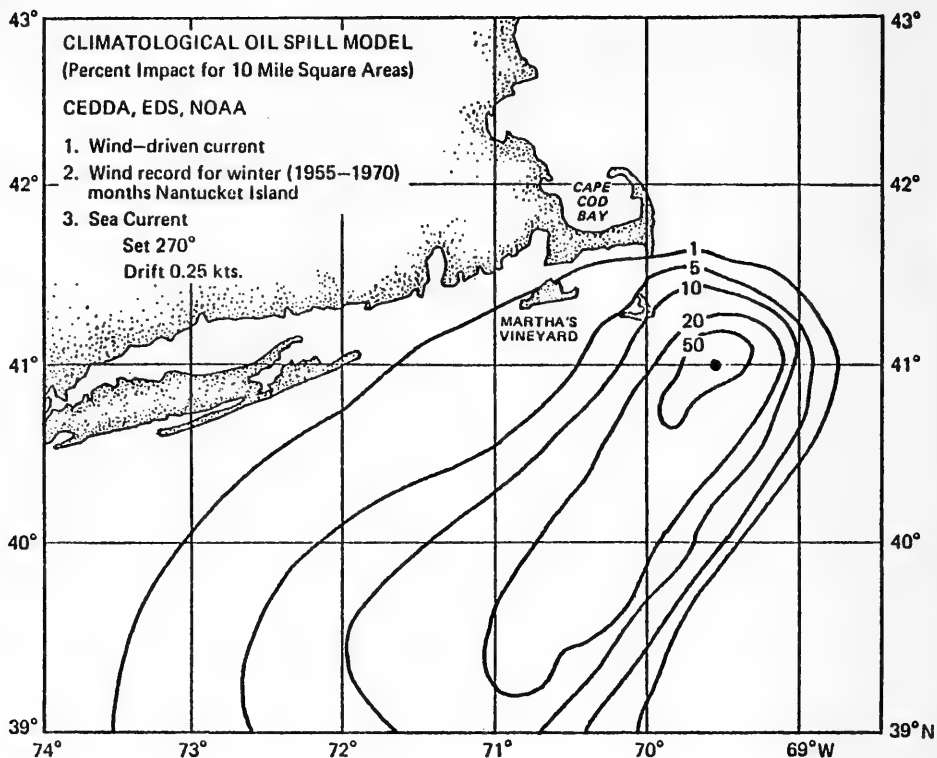 43°
43°
CLIMATOLOGICAL OIL SPILL MODEL
(Percent Impact for 10 Mile Square Areas)
CEDDA, EDS, NOAA
1. Wind–driven current
2. Wind record for winter (1955–1970)
months Nantucket Island
3. Sea Current
Set 270°
Drift 0.25 kts.
42°
42°
CAPE
COD
BAY
1
5
10
20
50
MARTHA'S
VINEYARD
41°
41°
40°
40°
39°
39°N
74°
73°
72°
71°
70°
69°W